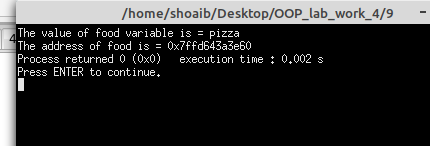 /home/shoaib/Desktop/OOP_lab_work_4/9
4
The value of food variable is = pizza
The address of food is = 0x7ffd643a3e60
Process returned 0 (0x0)   execution time : 0.002 s
Press ENTER to continue.